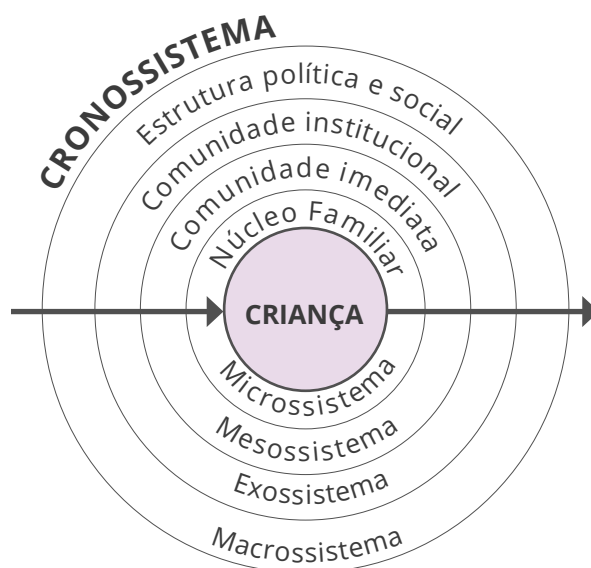 CRONOSSISTEMA
Estrutura política e social
Comunidade institucional
Comunidade imediata
Núcleo Familiar
CRIANÇA
Microssistema
Mesossistema
Exossistema
Macrossistema